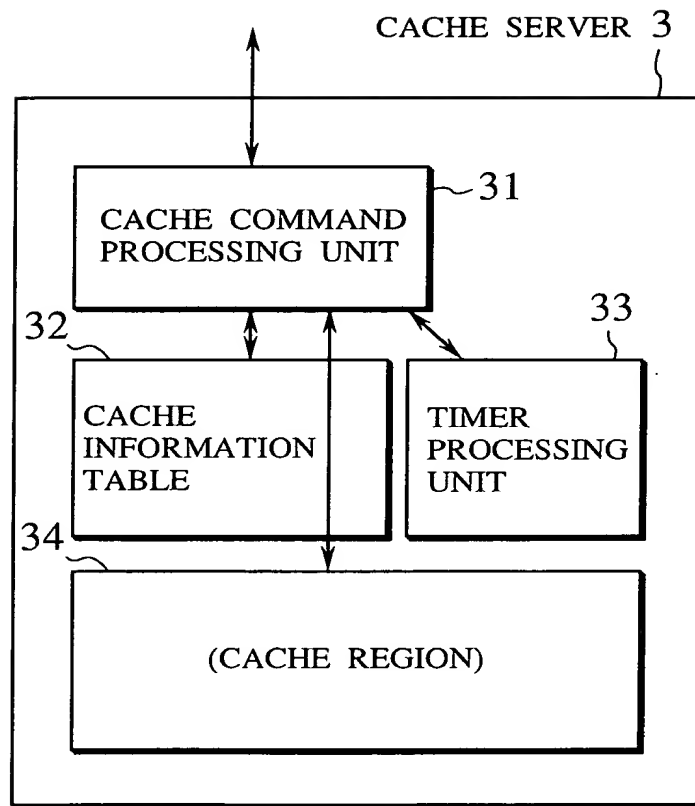 CACHE SERVER 3
31
CACHE COMMAND
PROCESSING UNIT
32
33
CACHE
INFORMATION
TABLE
TIMER
PROCESSING
UNIT
34
(CACHE REGION)